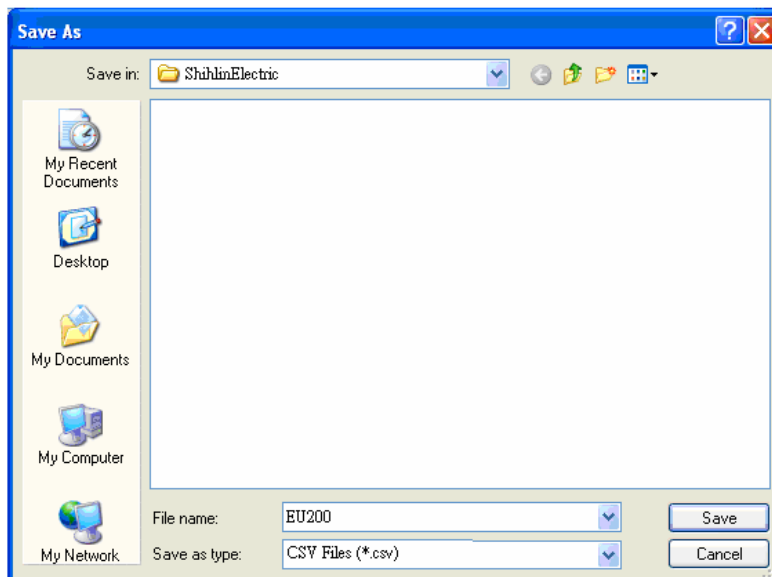 Save As
Save in: ShihlinElectric
My Recent
Documents
Desktop
My Documents
My Computer
My Network
File name: EU200
Save as type: CSV Files (*.csv)
Save
Cancel